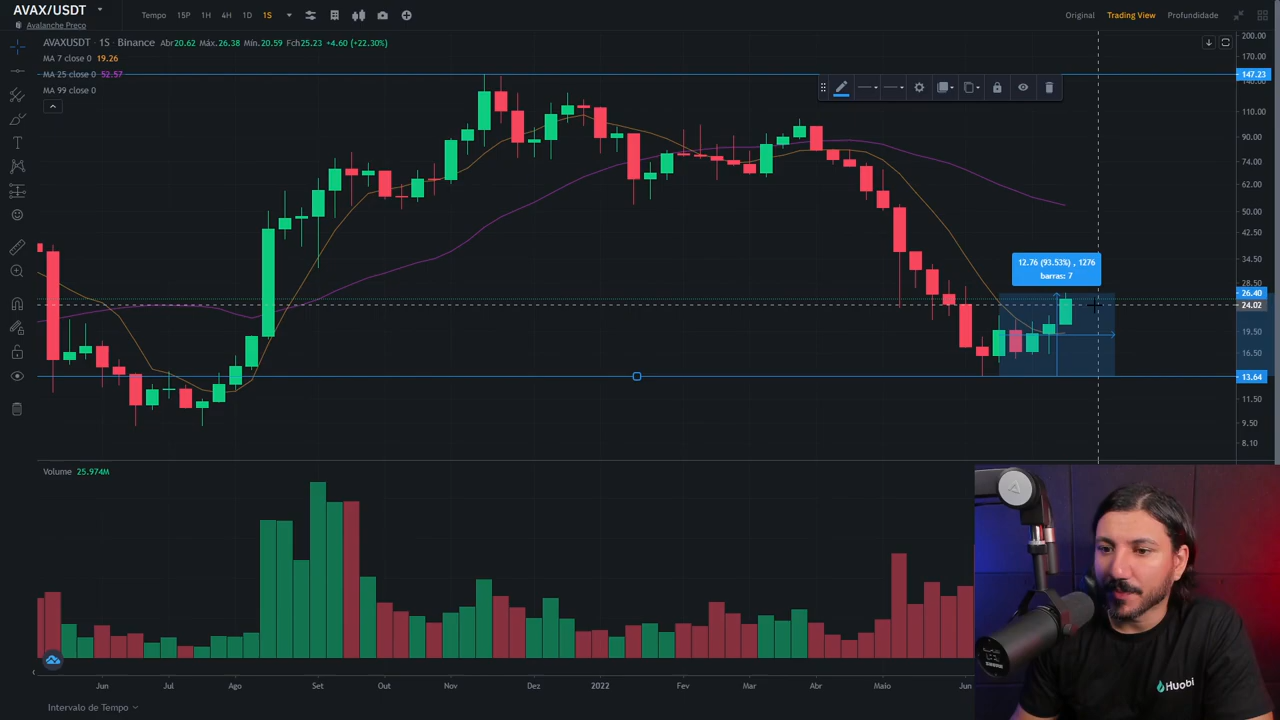 AVAX/USDT
Avalanche Preço
Tempo 15P 1H 4H 1D 1S
Original Trading View Profundidade
AVAXUSDT · 1S · Binance Abr20.62 Máx.26.38 Mín.20.59 Fch25.23 +4.60 (+22.30%)
MA 7 close 0 19.26
MA 25 close 0 52.57
MA 99 close 0
200.00
170.00
147.23
110.00
90.00
74.00
62.00
50.00
42.50
34.50
28.50
26.40
24.02
19.50
16.50
13.64
11.50
9.50
8.10
12.76 (93.53%) , 1276
barras: 7
Volume 25.974M
Jun Jul Ago Set Out Nov Dez 2022 Fev Mar Abr Maio Jun
Intervalo de Tempo
SHURE
Huobi